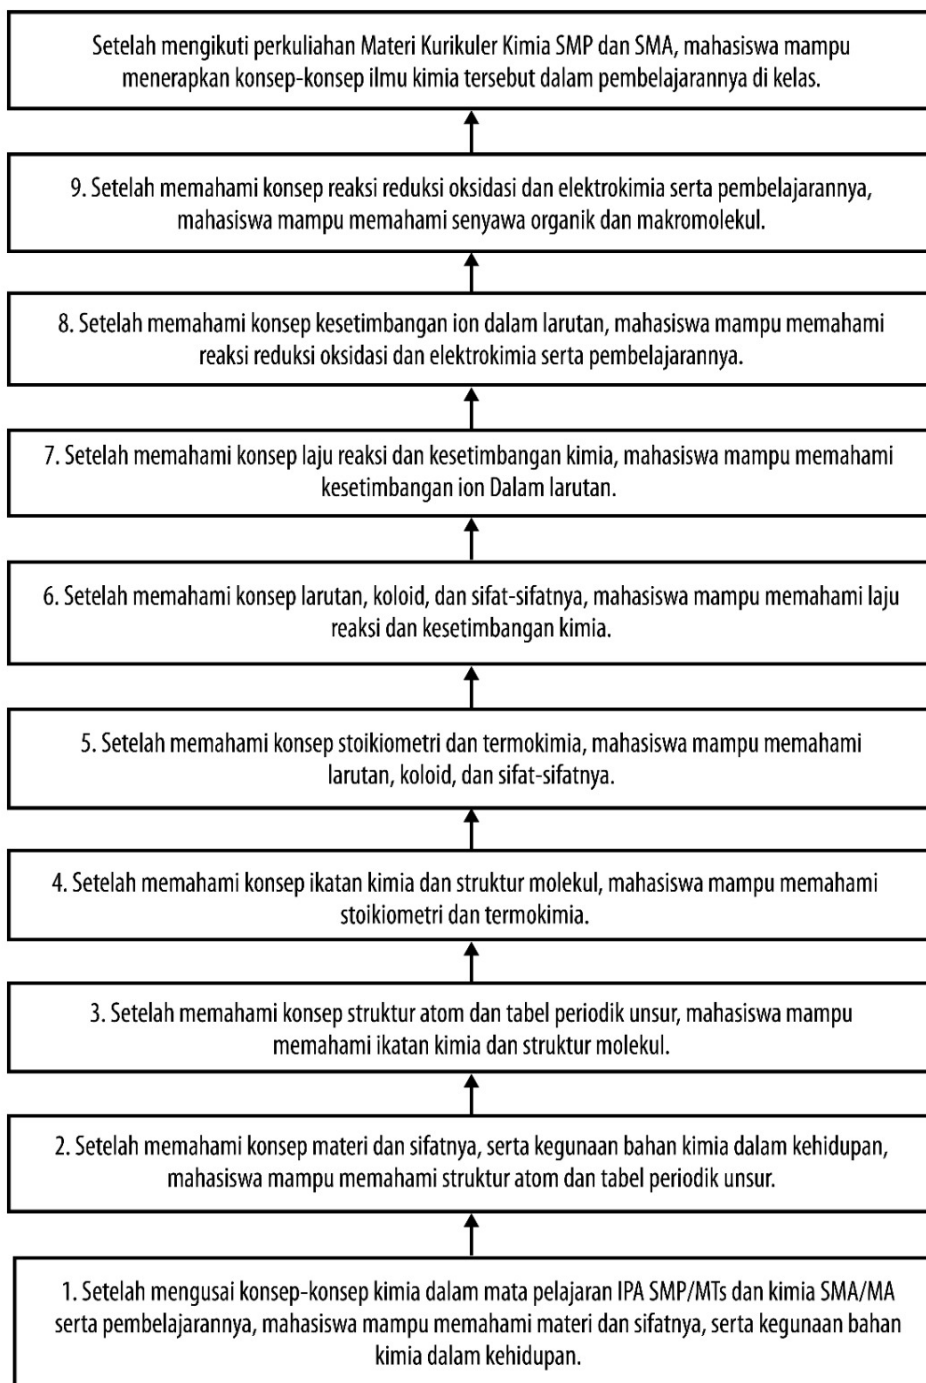 Setelah mengikuti perkuliahan Materi Kurikuler Kimia SMP dan SMA, mahasiswa mampu
menerapkan konsep-konsep ilmu kimia tersebut dalam pembelajarannya di kelas.
9. Setelah memahami konsep reaksi reduksi oksidasi dan elektrokimia serta pembelajarannya,
mahasiswa mampu memahami senyawa organik dan makromolekul.
8. Setelah memahami konsep kesetimbangan ion dalam larutan, mahasiswa mampu memahami
reaksi reduksi oksidasi dan elektrokimia serta pembelajarannya.
7. Setelah memahami konsep laju reaksi dan kesetimbangan kimia, mahasiswa mampu memahami
kesetimbangan ion Dalam larutan.
6. Setelah memahami konsep larutan, koloid, dan sifat-sifatnya, mahasiswa mampu memahami laju
reaksi dan kesetimbangan kimia.
5. Setelah memahami konsep stoikiometri dan termokimia, mahasiswa mampu memahami
larutan, koloid, dan sifat-sifatnya.
4. Setelah memahami konsep ikatan kimia dan struktur molekul, mahasiswa mampu memahami
stoikiometri dan termokimia.
3. Setelah memahami konsep struktur atom dan tabel periodik unsur, mahasiswa mampu
memahami ikatan kimia dan struktur molekul.
2. Setelah memahami konsep materi dan sifatnya, serta kegunaan bahan kimia dalam kehidupan,
mahasiswa mampu memahami struktur atom dan tabel periodik unsur.
1. Setelah mengusai konsep-konsep kimia dalam mata pelajaran IPA SMP/MTs dan kimia SMA/MA
serta pembelajarannya, mahasiswa mampu memahami materi dan sifatnya, serta kegunaan bahan
kimia dalam kehidupan.